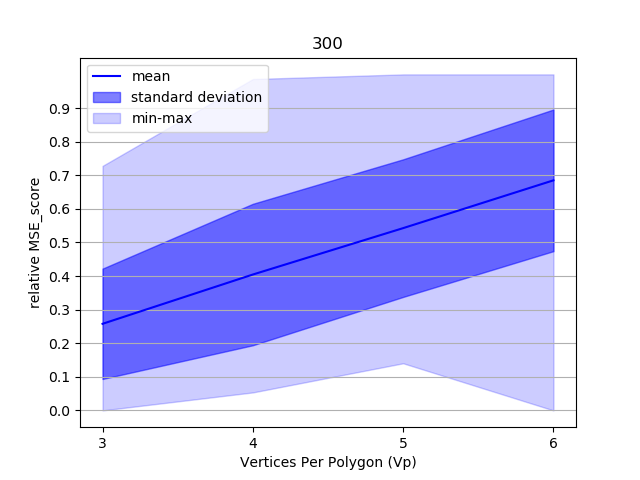 300
mean
standard deviation
min-max
relative MSE_score
0.9
0.8
0.7
0.6
0.5
0.4
0.3
0.2
0.1
0.0
3 4 5 6
Vertices Per Polygon (Vp)